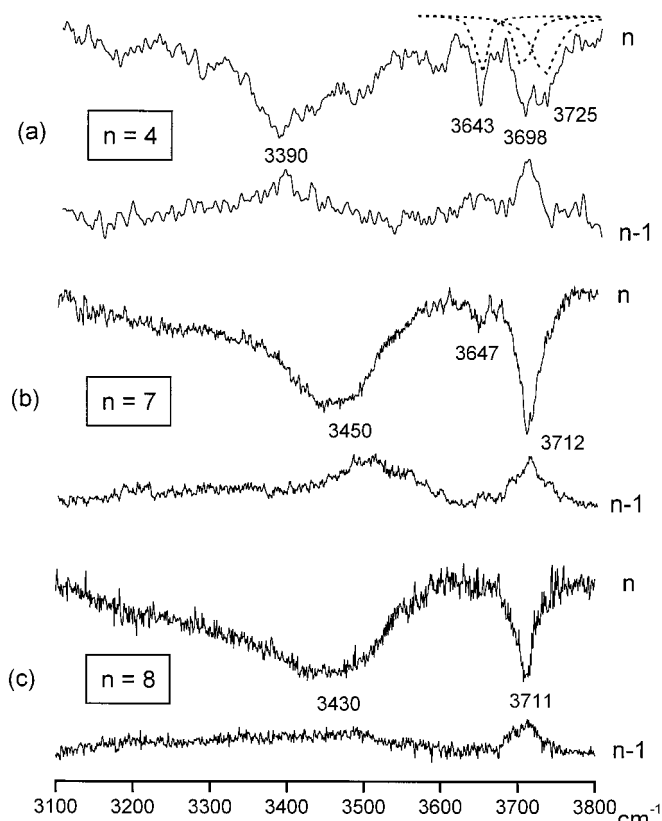 n
3643
3725
(a)
n = 4
3390
3698
n-1
n
3647
(b)
n = 7
3450
3712
n-1
n
(c)
n = 8
3430
3711
n-1
3100 3200 3300 3400 3500 3600 3700 3800 cm-1